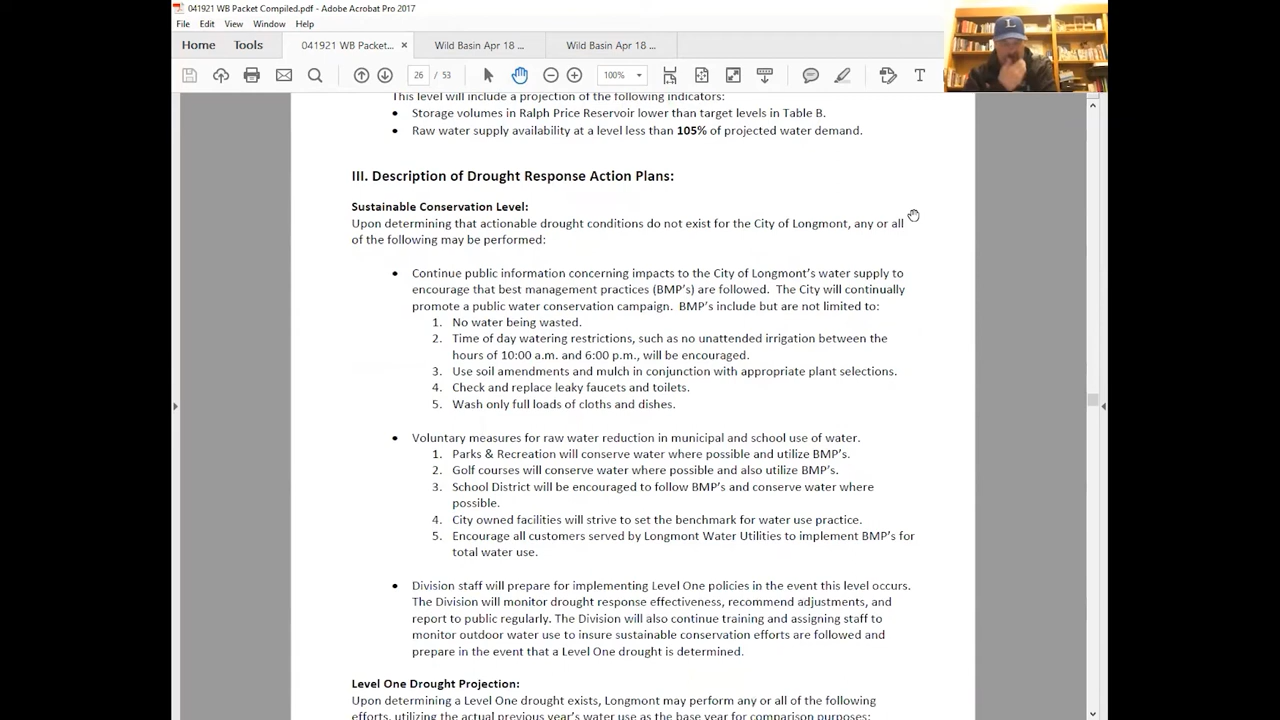 041921 WB Packet Compiled.pdf - Adobe Acrobat Pro 2017
File Edit View Window Help
Home Tools 041921 WB Packet... × Wild Basin Apr 18 ... Wild Basin Apr 18 ...
26 / 53 100%
L
This level will include a projection of the following indicators:
• Storage volumes in Ralph Price Reservoir lower than target levels in Table B.
• Raw water supply availability at a level less than 105% of projected water demand.
III. Description of Drought Response Action Plans:
Sustainable Conservation Level:
Upon determining that actionable drought conditions do not exist for the City of Longmont, any or all
of the following may be performed:
• Continue public information concerning impacts to the City of Longmont's water supply to
encourage that best management practices (BMP's) are followed. The City will continually
promote a public water conservation campaign. BMP's include but are not limited to:
1. No water being wasted.
2. Time of day watering restrictions, such as no unattended irrigation between the
hours of 10:00 a.m. and 6:00 p.m., will be encouraged.
3. Use soil amendments and mulch in conjunction with appropriate plant selections.
4. Check and replace leaky faucets and toilets.
5. Wash only full loads of cloths and dishes.
• Voluntary measures for raw water reduction in municipal and school use of water.
1. Parks & Recreation will conserve water where possible and utilize BMP's.
2. Golf courses will conserve water where possible and also utilize BMP's.
3. School District will be encouraged to follow BMP's and conserve water where
possible.
4. City owned facilities will strive to set the benchmark for water use practice.
5. Encourage all customers served by Longmont Water Utilities to implement BMP's for
total water use.
• Division staff will prepare for implementing Level One policies in the event this level occurs.
The Division will monitor drought response effectiveness, recommend adjustments, and
report to public regularly. The Division will also continue training and assigning staff to
monitor outdoor water use to insure sustainable conservation efforts are followed and
prepare in the event that a Level One drought is determined.
Level One Drought Projection:
Upon determining a Level One drought exists, Longmont may perform any or all of the following
efforts, utilizing the actual previous year's water use as the base year for comparison purposes: